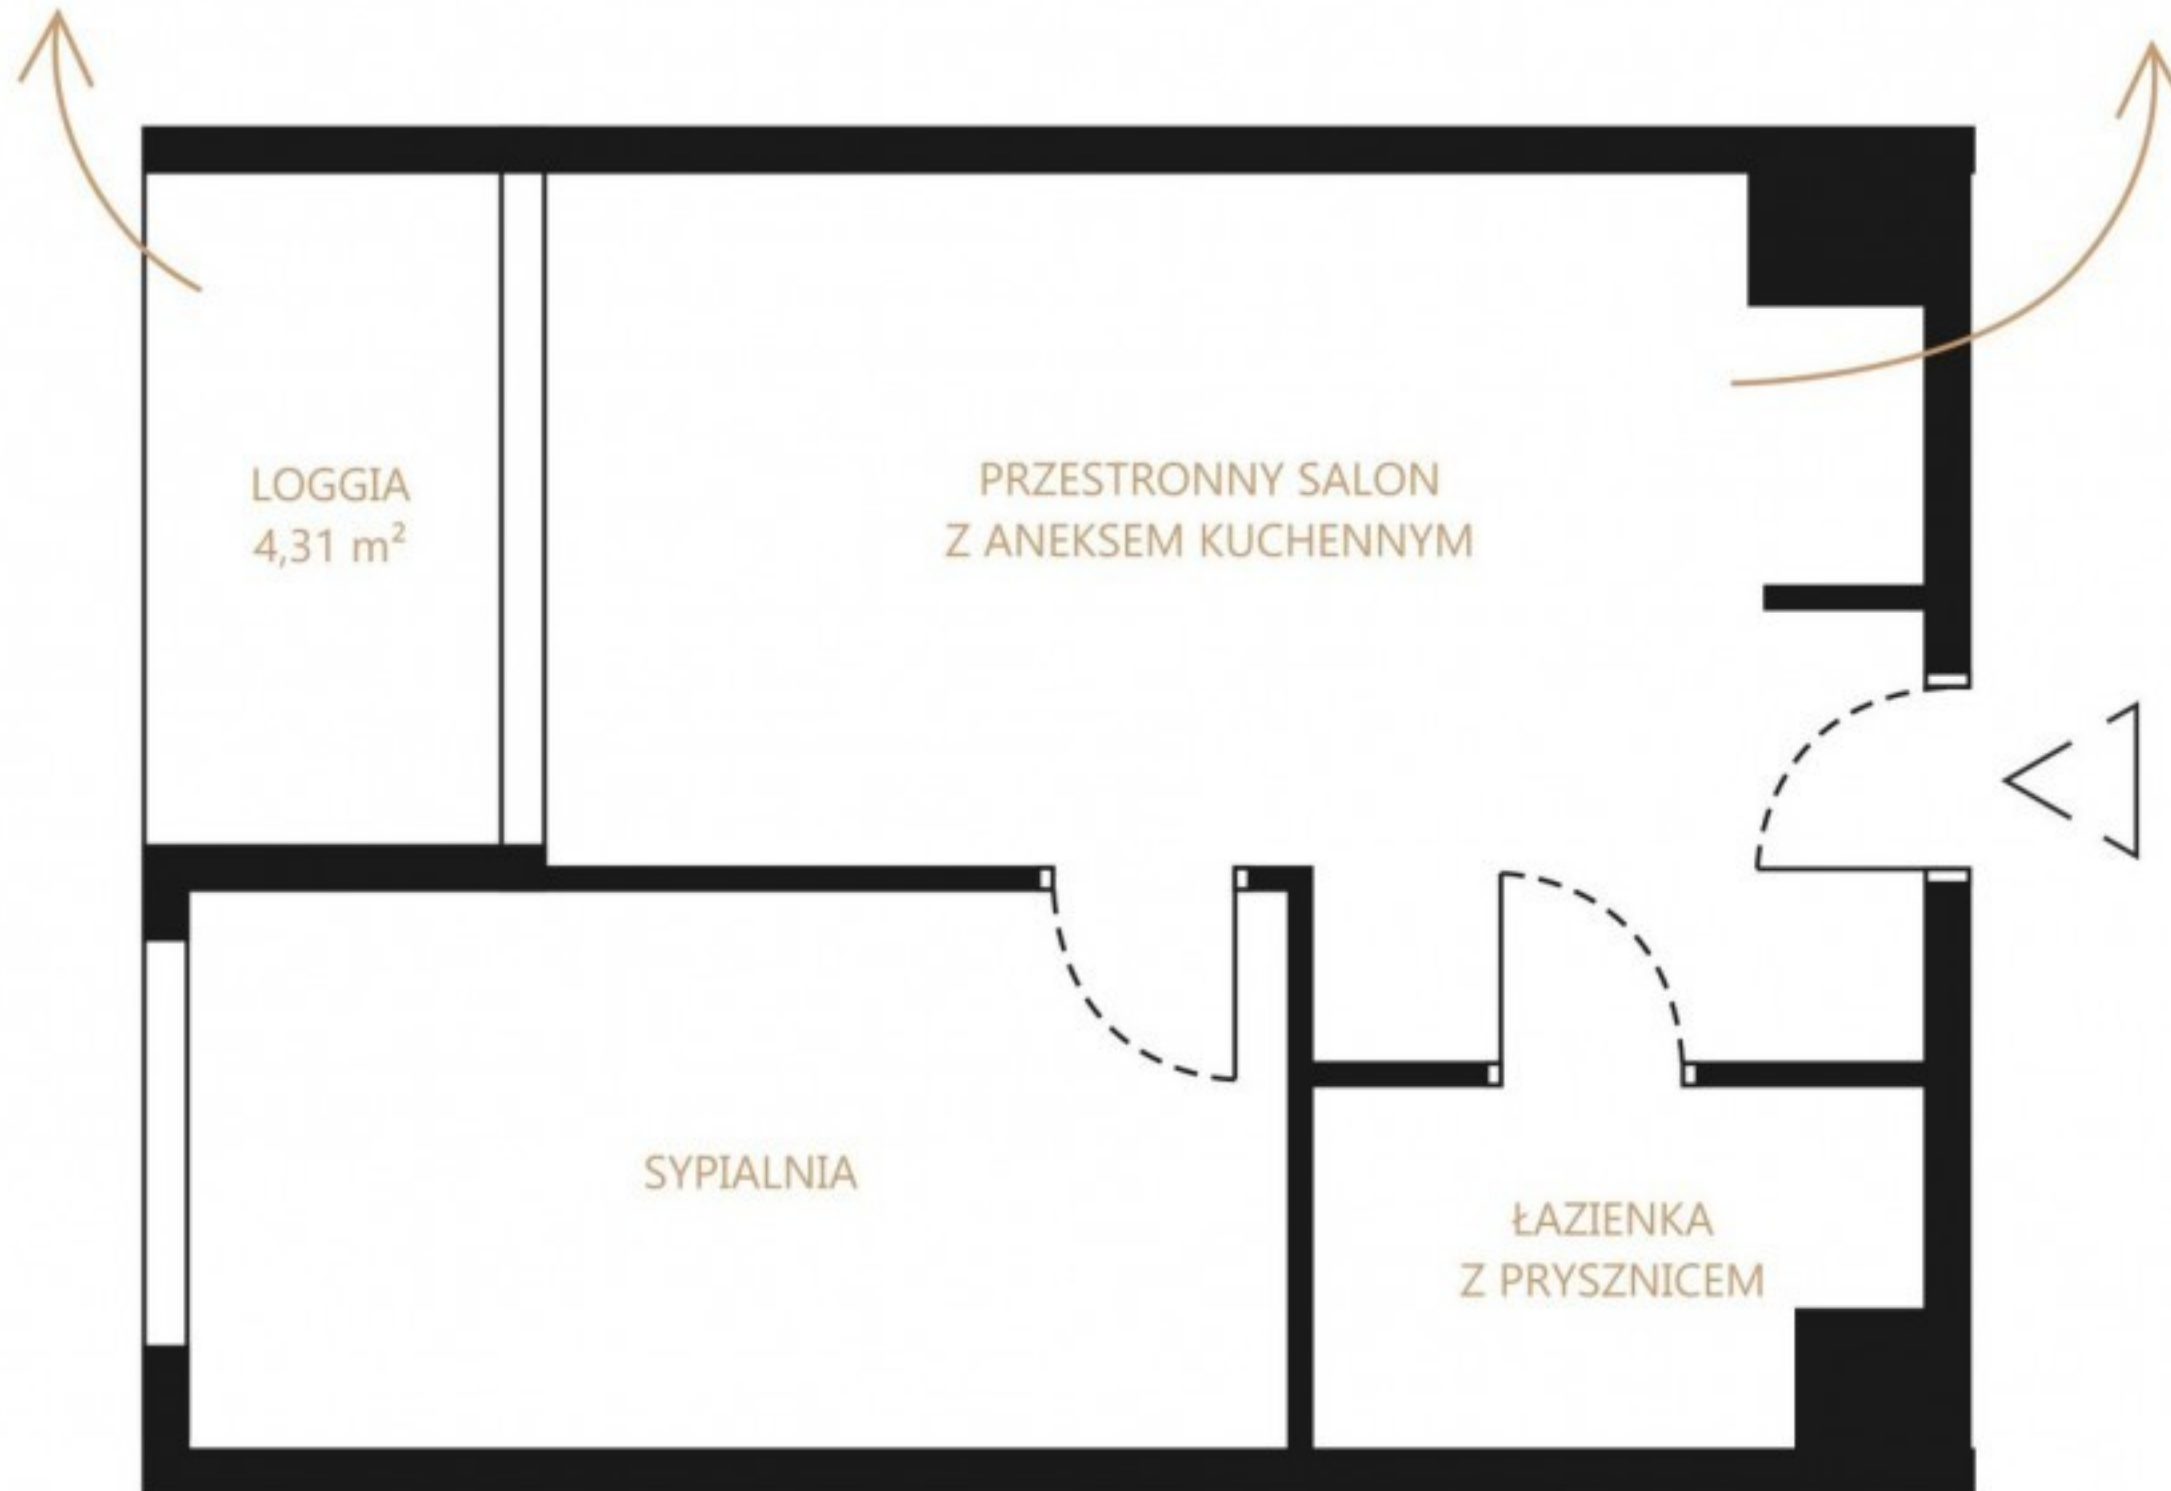 LOGGIA
4,31 m²
PRZESTRONNY SALON
Z ANEKSEM KUCHENNYM
SYPIALNIA
ŁAZIENKA
Z PRYSZNICEM